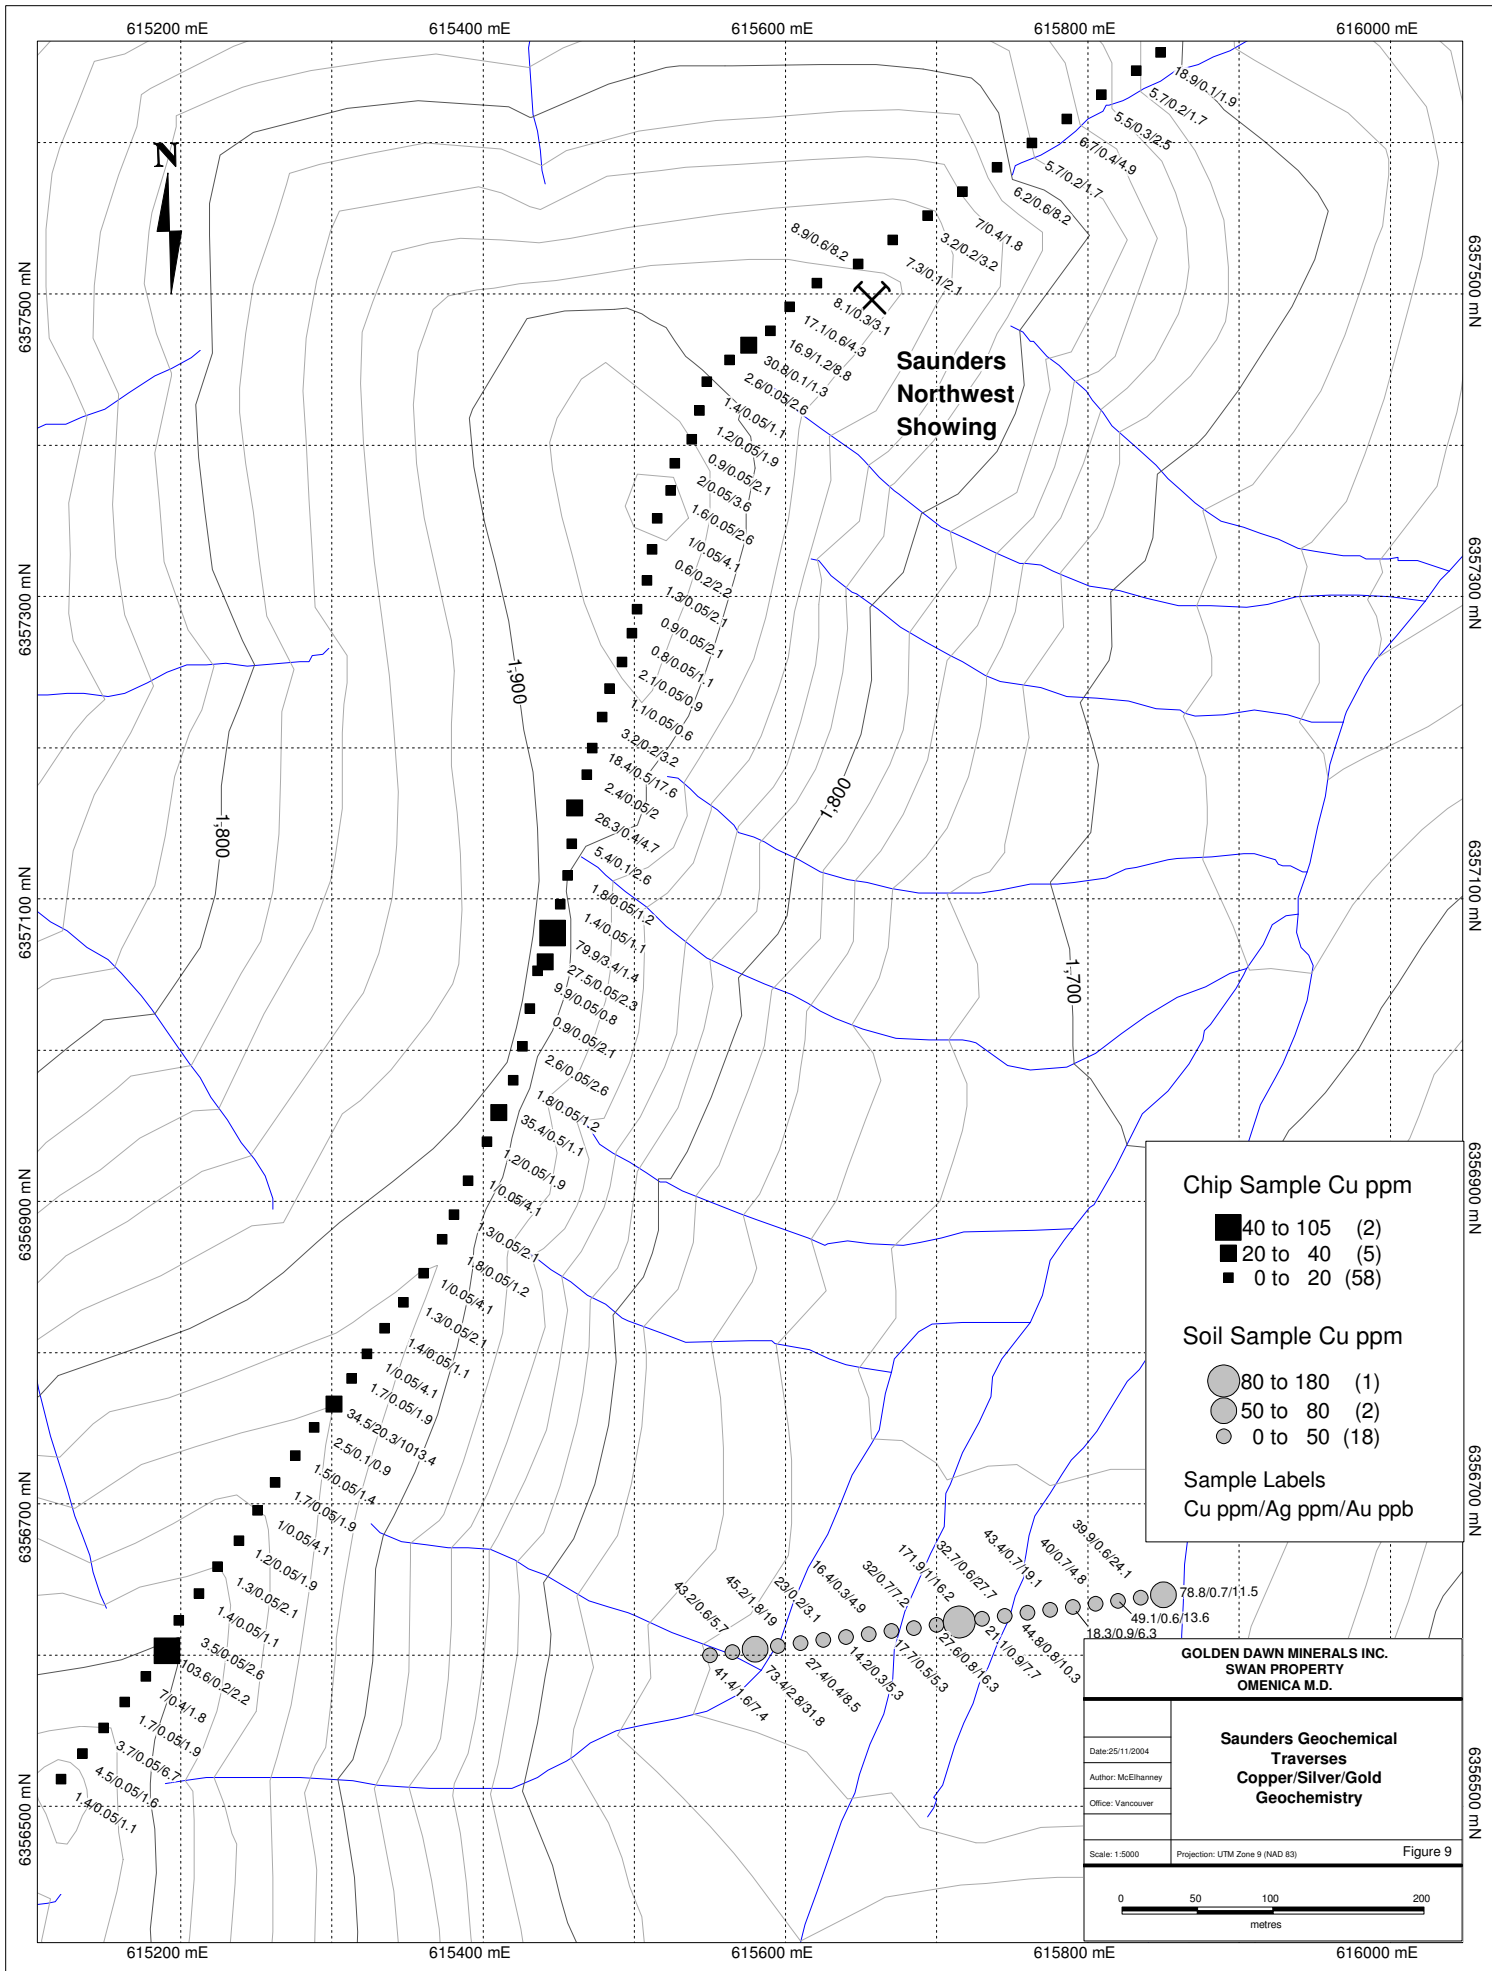 615200 mE
615400 mE
615600 mE
615800 mE
616000 mE
N
18.9/0.1/1.9
5.7/0.2/1.7
5.5/0.3/2.5
6.7/0.4/4.9
5.7/0.2/1.7
6.2/0.6/8.2
7/0.4/1.8
3.2/0.2/3.2
7.3/0.1/2.1
8.9/0.6/8.2
8.1/0.3/3.1
17.1/0.6/4.3
16.9/1.2/8.8
30.8/0.1/1.3
2.6/0.05/2.6
1.4/0.05/1.1
1.2/0.05/1.9
0.9/0.05/2.1
2/0.05/3.6
1.6/0.05/2.6
1/0.05/4.1
0.6/0.2/2.2
1.3/0.05/2.1
0.9/0.05/2.1
0.8/0.05/1.1
2.1/0.05/0.9
1.1/0.05/0.6
3.2/0.2/3.2
18.4/0.5/17.6
2.4/0.05/2
26.3/0.4/4.7
5.4/0.1/2.6
1.8/0.05/1.2
1.4/0.05/1.1
79.9/3.4/1.4
27.5/0.05/2.3
9.9/0.05/0.8
0.9/0.05/2.1
2.6/0.05/2.6
1.8/0.05/1.2
35.4/0.5/1.1
1.2/0.05/1.9
1/0.05/4.1
1.3/0.05/2.1
1.8/0.05/1.2
1/0.05/4.1
1.3/0.05/2.1
1.4/0.05/1.1
1/0.05/4.1
1.7/0.05/1.9
34.5/20.3/1013.4
2.5/0.1/0.9
1.5/0.05/1.4
1.7/0.05/1.9
1/0.05/4.1
1.2/0.05/1.9
1.3/0.05/2.1
1.4/0.05/1.1
3.5/0.05/2.6
103.6/0.2/2.2
7/0.4/1.8
1.7/0.05/1.9
3.7/0.05/6.7
4.5/0.05/1.6
1.4/0.05/1.1
Saunders
Northwest
Showing
1,900
1,800
1,800
1,700
6357500 mN
6357300 mN
6357100 mN
6356900 mN
6356700 mN
6356500 mN
6357500 mN
6357300 mN
6357100 mN
6356900 mN
6356700 mN
6356500 mN
Chip Sample Cu ppm
40 to 105 (2)
20 to 40 (5)
0 to 20 (58)
Soil Sample Cu ppm
80 to 180 (1)
50 to 80 (2)
0 to 50 (18)
Sample Labels
Cu ppm/Ag ppm/Au ppb
43.2/0.6/5.7
45.2/1.8/19
23/0.2/3.1
16.4/0.3/4.9
32/0.7/7.2
171.9/1/16.2
32.7/0.6/27.7
43.4/0.7/19.1
40/0.7/4.8
39.9/0.6/24.1
78.8/0.7/11.5
41.4/1.6/7.4
73.4/2.8/31.8
27.4/0.4/8.5
14.2/0.3/5.3
17.7/0.5/5.3
27.6/0.8/16.3
21.1/0.9/7.7
44.8/0.8/10.3
18.3/0.9/6.3
49.1/0.6/13.6
GOLDEN DAWN MINERALS INC.
SWAN PROPERTY
OMENICA M.D.
Saunders Geochemical
Traverses
Copper/Silver/Gold
Geochemistry
Date:25/11/2004
Author: McElhanney
Office: Vancouver
Scale: 1:5000
Projection: UTM Zone 9 (NAD 83)
Figure 9
0 50 100 200
metres
615200 mE
615400 mE
615600 mE
615800 mE
616000 mE